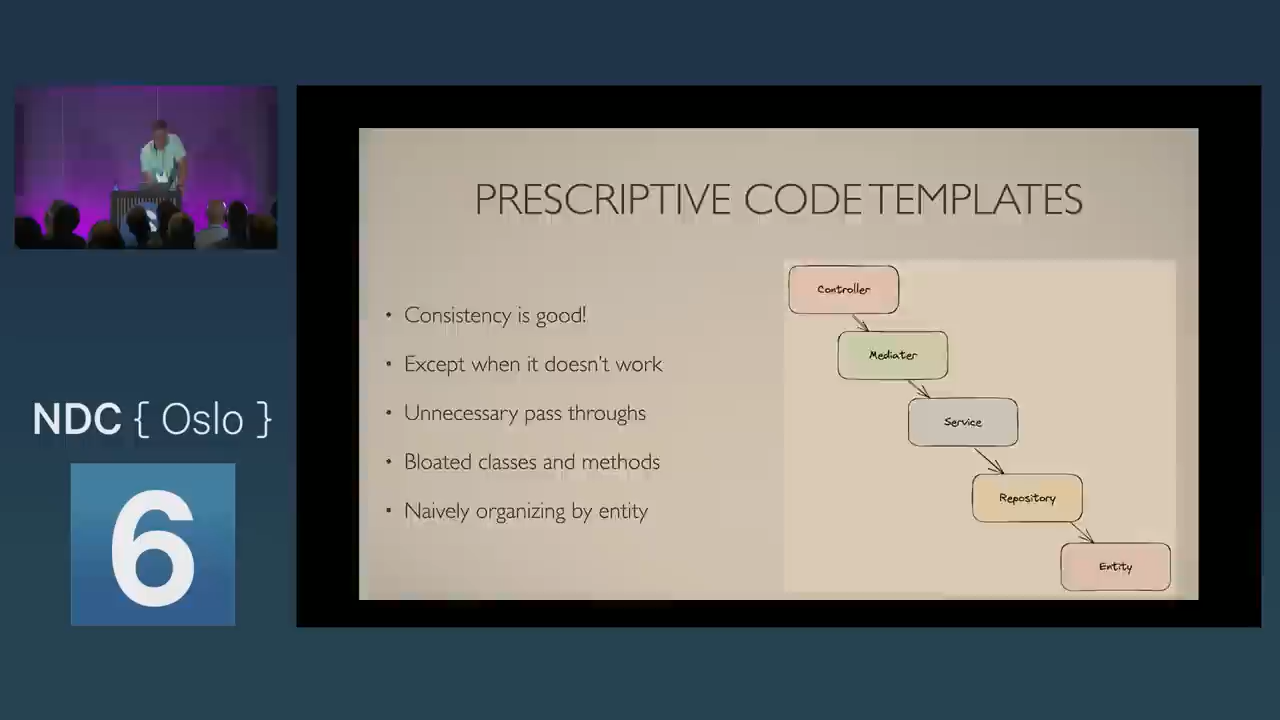 PRESCRIPTIVE CODE TEMPLATES
• Consistency is good!
• Except when it doesn't work
• Unnecessary pass throughs
• Bloated classes and methods
• Naively organizing by entity
Controller
Mediater
Service
Repository
Entity
NDC { Oslo }
6